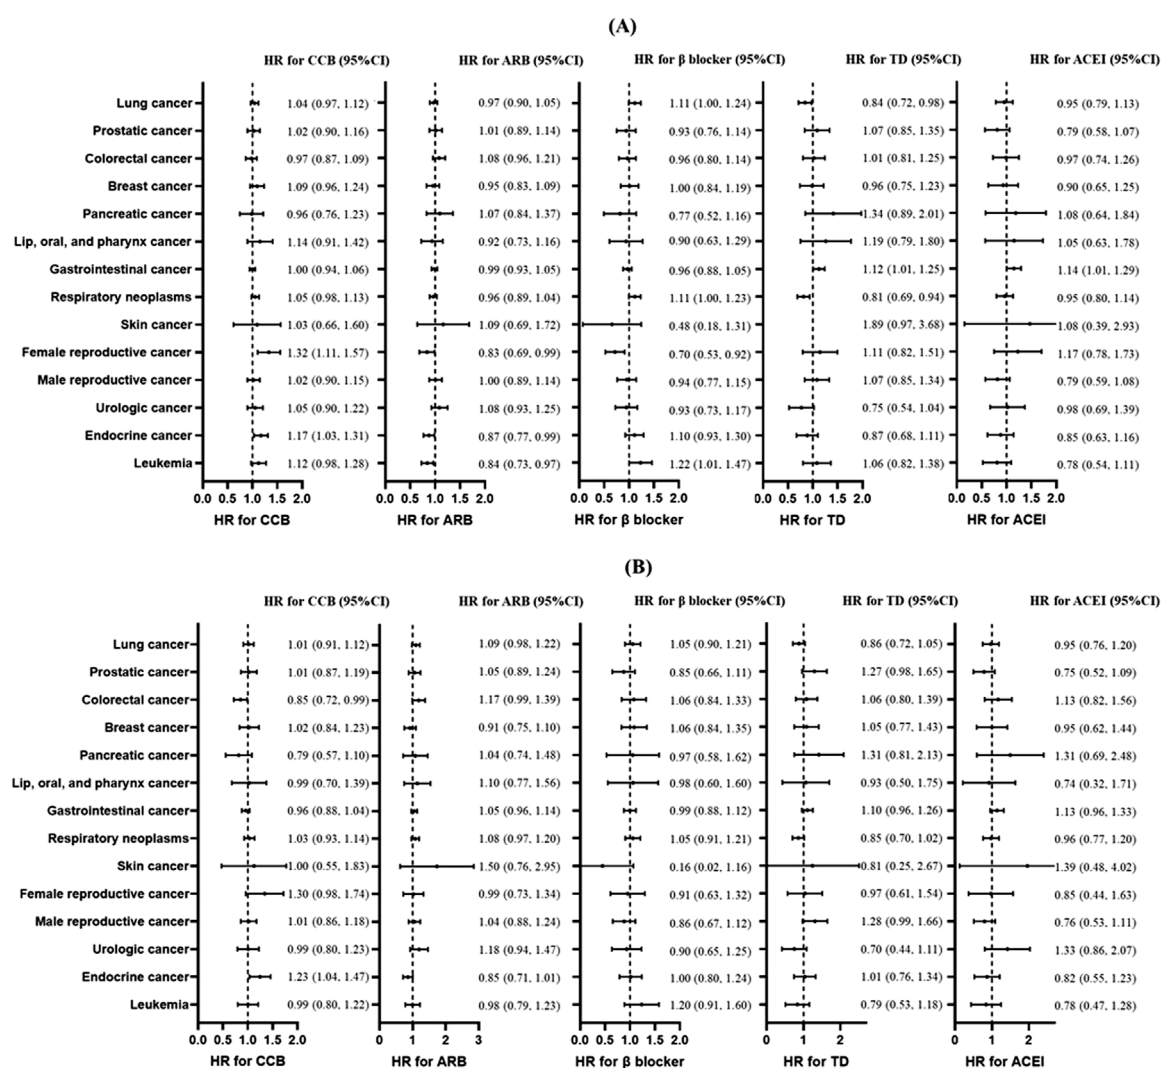 (A)
HR for CCB (95%CI) HR for ARB (95%CI) HR for β blocker (95%CI) HR for TD (95%CI) HR for ACEI (95%CI)
Lung cancer 1.04 (0.97, 1.12) 0.97 (0.90, 1.05) 1.11 (1.00, 1.24) 0.84 (0.72, 0.98) 0.95 (0.79, 1.13)
Prostatic cancer 1.02 (0.90, 1.16) 1.01 (0.89, 1.14) 0.93 (0.76, 1.14) 1.07 (0.85, 1.35) 0.79 (0.58, 1.07)
Colorectal cancer 0.97 (0.87, 1.09) 1.08 (0.96, 1.21) 0.96 (0.80, 1.14) 1.01 (0.81, 1.25) 0.97 (0.74, 1.26)
Breast cancer 1.09 (0.96, 1.24) 0.95 (0.83, 1.09) 1.00 (0.84, 1.19) 0.96 (0.75, 1.23) 0.90 (0.65, 1.25)
Pancreatic cancer 0.96 (0.76, 1.23) 1.07 (0.84, 1.37) 0.77 (0.52, 1.16) 1.34 (0.89, 2.01) 1.08 (0.64, 1.84)
Lip, oral, and pharynx cancer 1.14 (0.91, 1.42) 0.92 (0.73, 1.16) 0.90 (0.63, 1.29) 1.19 (0.79, 1.80) 1.05 (0.63, 1.78)
Gastrointestinal cancer 1.00 (0.94, 1.06) 0.99 (0.93, 1.05) 0.96 (0.88, 1.05) 1.12 (1.01, 1.25) 1.14 (1.01, 1.29)
Respiratory neoplasms 1.05 (0.98, 1.13) 0.96 (0.89, 1.04) 1.11 (1.00, 1.23) 0.81 (0.69, 0.94) 0.95 (0.80, 1.14)
Skin cancer 1.03 (0.66, 1.60) 1.09 (0.69, 1.72) 0.48 (0.18, 1.31) 1.89 (0.97, 3.68) 1.08 (0.39, 2.93)
Female reproductive cancer 1.32 (1.11, 1.57) 0.83 (0.69, 0.99) 0.70 (0.53, 0.92) 1.11 (0.82, 1.51) 1.17 (0.78, 1.73)
Male reproductive cancer 1.02 (0.90, 1.15) 1.00 (0.89, 1.14) 0.94 (0.77, 1.15) 1.07 (0.85, 1.34) 0.79 (0.59, 1.08)
Urologic cancer 1.05 (0.90, 1.22) 1.08 (0.93, 1.25) 0.93 (0.73, 1.17) 0.75 (0.54, 1.04) 0.98 (0.69, 1.39)
Endocrine cancer 1.17 (1.03, 1.31) 0.87 (0.77, 0.99) 1.10 (0.93, 1.30) 0.87 (0.68, 1.11) 0.85 (0.63, 1.16)
Leukemia 1.12 (0.98, 1.28) 0.84 (0.73, 0.97) 1.22 (1.01, 1.47) 1.06 (0.82, 1.38) 0.78 (0.54, 1.11)
0.0 0.5 1.0 1.5 2.0 0.0 0.5 1.0 1.5 2.0 0.0 0.5 1.0 1.5 2.0 0.0 0.5 1.0 1.5 2.0 0.0 0.5 1.0 1.5 2.0
HR for CCB HR for ARB HR for β blocker HR for TD HR for ACEI
(B)
HR for CCB (95%CI) HR for ARB (95%CI) HR for β blocker (95%CI) HR for TD (95%CI) HR for ACEI (95%CI)
Lung cancer 1.01 (0.91, 1.12) 1.09 (0.98, 1.22) 1.05 (0.90, 1.21) 0.86 (0.72, 1.05) 0.95 (0.76, 1.20)
Prostatic cancer 1.01 (0.87, 1.19) 1.05 (0.89, 1.24) 0.85 (0.66, 1.11) 1.27 (0.98, 1.65) 0.75 (0.52, 1.09)
Colorectal cancer 0.85 (0.72, 0.99) 1.17 (0.99, 1.39) 1.06 (0.84, 1.33) 1.06 (0.80, 1.39) 1.13 (0.82, 1.56)
Breast cancer 1.02 (0.84, 1.23) 0.91 (0.75, 1.10) 1.06 (0.84, 1.35) 1.05 (0.77, 1.43) 0.95 (0.62, 1.44)
Pancreatic cancer 0.79 (0.57, 1.10) 1.04 (0.74, 1.48) 0.97 (0.58, 1.62) 1.31 (0.81, 2.13) 1.31 (0.69, 2.48)
Lip, oral, and pharynx cancer 0.99 (0.70, 1.39) 1.10 (0.77, 1.56) 0.98 (0.60, 1.60) 0.93 (0.50, 1.75) 0.74 (0.32, 1.71)
Gastrointestinal cancer 0.96 (0.88, 1.04) 1.05 (0.96, 1.14) 0.99 (0.88, 1.12) 1.10 (0.96, 1.26) 1.13 (0.96, 1.33)
Respiratory neoplasms 1.03 (0.93, 1.14) 1.08 (0.97, 1.20) 1.05 (0.91, 1.21) 0.85 (0.70, 1.02) 0.96 (0.77, 1.20)
Skin cancer 1.00 (0.55, 1.83) 1.50 (0.76, 2.95) 0.16 (0.02, 1.16) 0.81 (0.25, 2.67) 1.39 (0.48, 4.02)
Female reproductive cancer 1.30 (0.98, 1.74) 0.99 (0.73, 1.34) 0.91 (0.63, 1.32) 0.97 (0.61, 1.54) 0.85 (0.44, 1.63)
Male reproductive cancer 1.01 (0.86, 1.18) 1.04 (0.88, 1.24) 0.86 (0.67, 1.12) 1.28 (0.99, 1.66) 0.76 (0.53, 1.11)
Urologic cancer 0.99 (0.80, 1.23) 1.18 (0.94, 1.47) 0.90 (0.65, 1.25) 0.70 (0.44, 1.11) 1.33 (0.86, 2.07)
Endocrine cancer 1.23 (1.04, 1.47) 0.85 (0.71, 1.01) 1.00 (0.80, 1.24) 1.01 (0.76, 1.34) 0.82 (0.55, 1.23)
Leukemia 0.99 (0.80, 1.22) 0.98 (0.79, 1.23) 1.20 (0.91, 1.60) 0.79 (0.53, 1.18) 0.78 (0.47, 1.28)
0.0 0.5 1.0 1.5 2.0 0 1 2 3 0.0 0.5 1.0 1.5 2.0 0 1 2 0 1 2
HR for CCB HR for ARB HR for β blocker HR for TD HR for ACEI